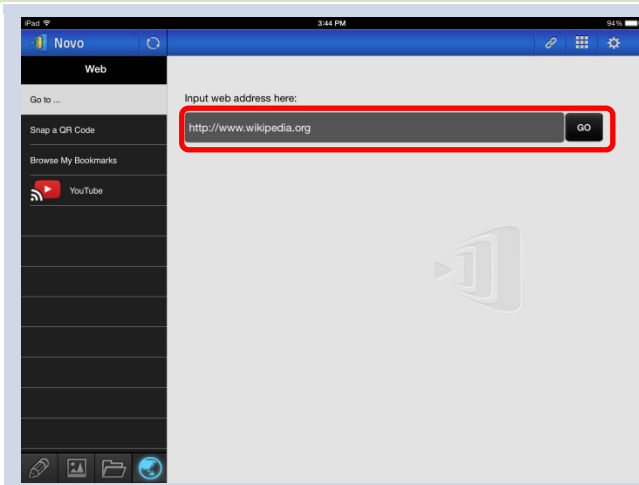 iPad 3:44 PM 94%
Novo
Web
Go to ...
Input web address here:
http://www.wikipedia.org GO
Snap a QR Code
Browse My Bookmarks
YouTube